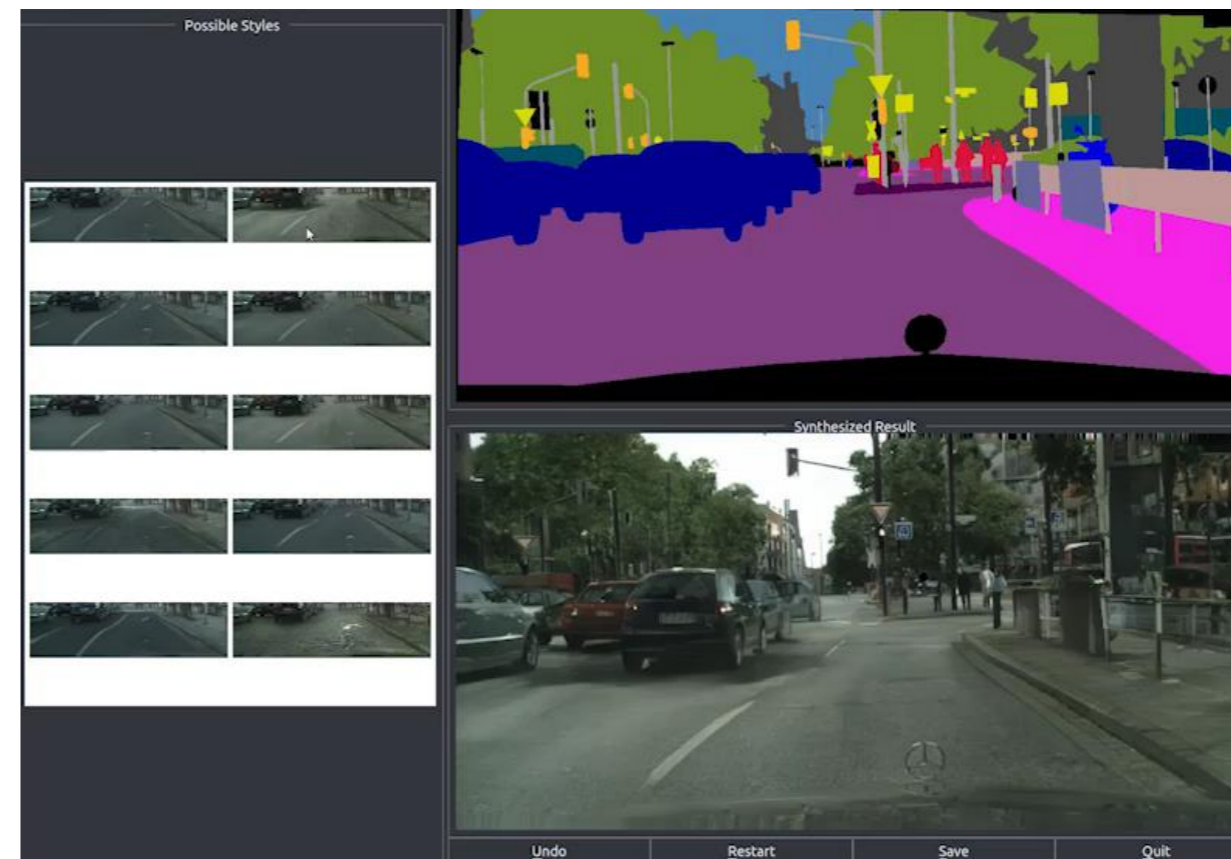 Possible Styles
Synthesized Result
Undo
Restart
Save
Quit